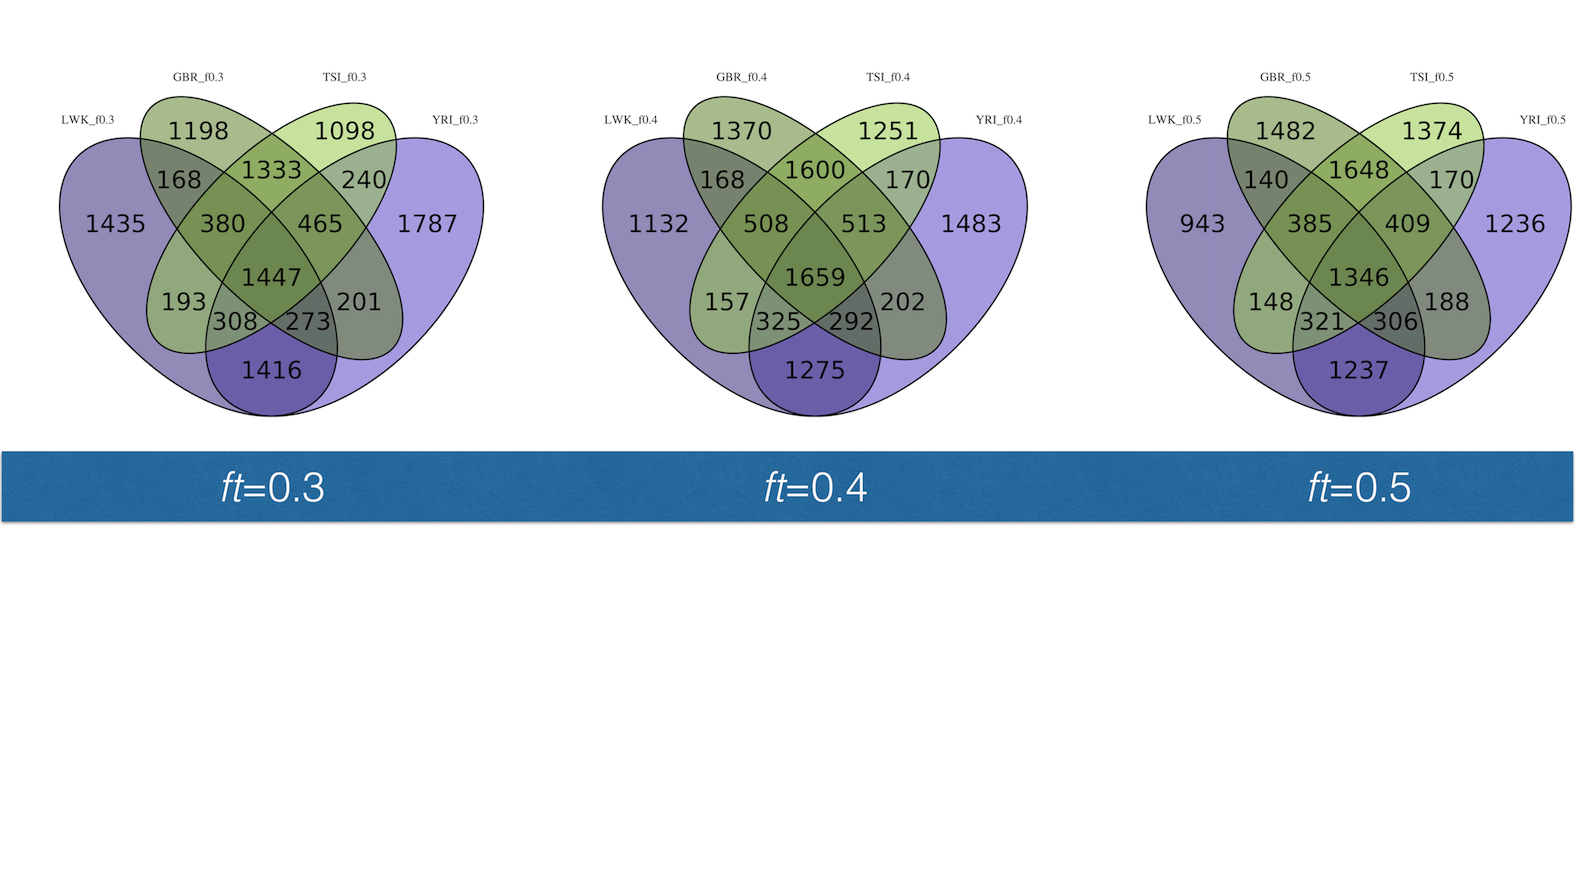 GBR_f0.3 TSI_f0.3
LWK_f0.3 YRI_f0.3
1198 1098
1333
168 240
1435 380 465 1787
1447
193 201
308 273
1416
GBR_f0.4 TSI_f0.4
LWK_f0.4 YRI_f0.4
1370 1251
1600
168 170
1132 508 513 1483
1659
157 202
325 292
1275
GBR_f0.5 TSI_f0.5
LWK_f0.5 YRI_f0.5
1482 1374
1648
140 170
943 385 409 1236
1346
148 188
321 306
1237
ft=0.3 ft=0.4 ft=0.5